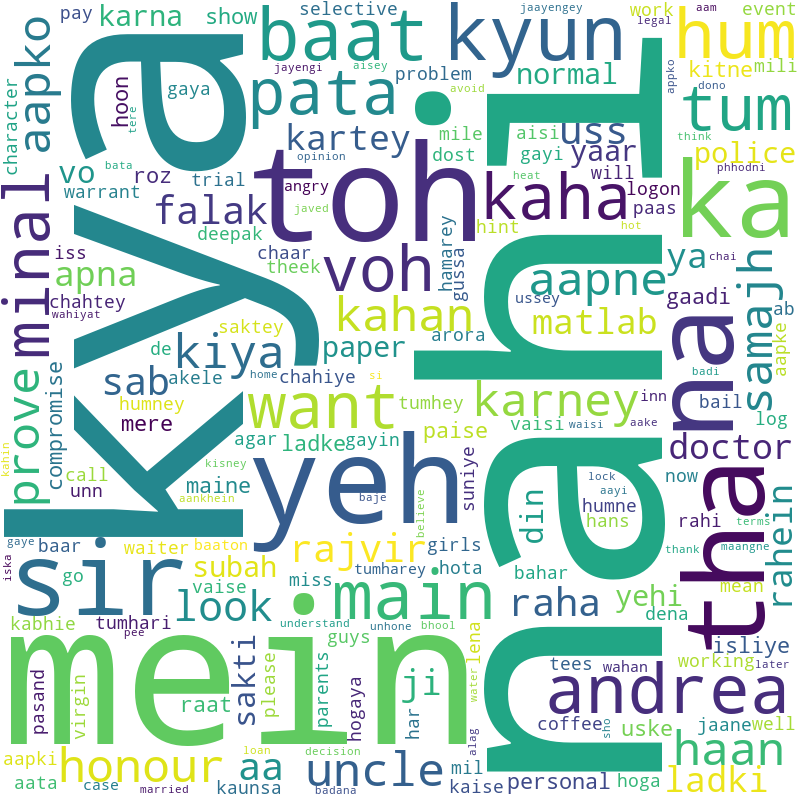 pay karna show selective jaayengey work event
legal aam
aapko baat kyun hum
jayengi aisey problem normal kitne mili
character hoon gaya pata avoid appko dono
tere kartey mile aisi uss tum think
vo bata roz trial dost gayi yaar police
warrant opinion angry will logon phhodni
minal falak javed toh heat kaha paas ka
deepak hamarey hint hot
iss chaar voh gussa aapne ya chai samajh
apna theek ussey gaadi
chahtey kahan arora matlab ab
wahiyat saktey
kya de kiya paper nahi na badi aapke
compromise sab akele home chahiye si karney inn bail
prove humney want tumhey vaisi waisi aake log
mere agar ladke gayin paise doctor
kahin call kisney suniye din lock now
unn maine aankhein yeh aayi
baje believe humne tha rahein
hans rahi terms
gaye baar waiter baaton rajvir girls thank maangne
iska sir go subah miss tumharey hota bahar yehi mean
vaise look main raha dena
kabhie tumhari understand unhone bhool isliye
pee guys lena tees wahan working later
mein sakti please parents ji andrea
pasand virgin raat hogaya har water coffee sho uske jaane well
aapki honour loan alag haan
aata case kaunsa aa decision uncle mil kaise personal hoga ladki
married badana